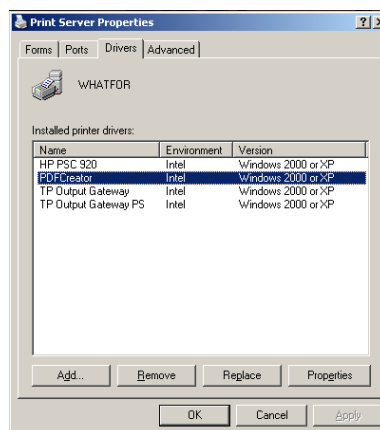 Print Server Properties
Forms Ports Drivers Advanced
WHATFOR
Installed printer drivers:
Name Environment Version
HP PSC 920 Intel Windows 2000 or XP
PDFCreator Intel Windows 2000 or XP
TP Output Gateway Intel Windows 2000 or XP
TP Output Gateway PS Intel Windows 2000 or XP
Add... Remove Replace Properties
OK Cancel Apply